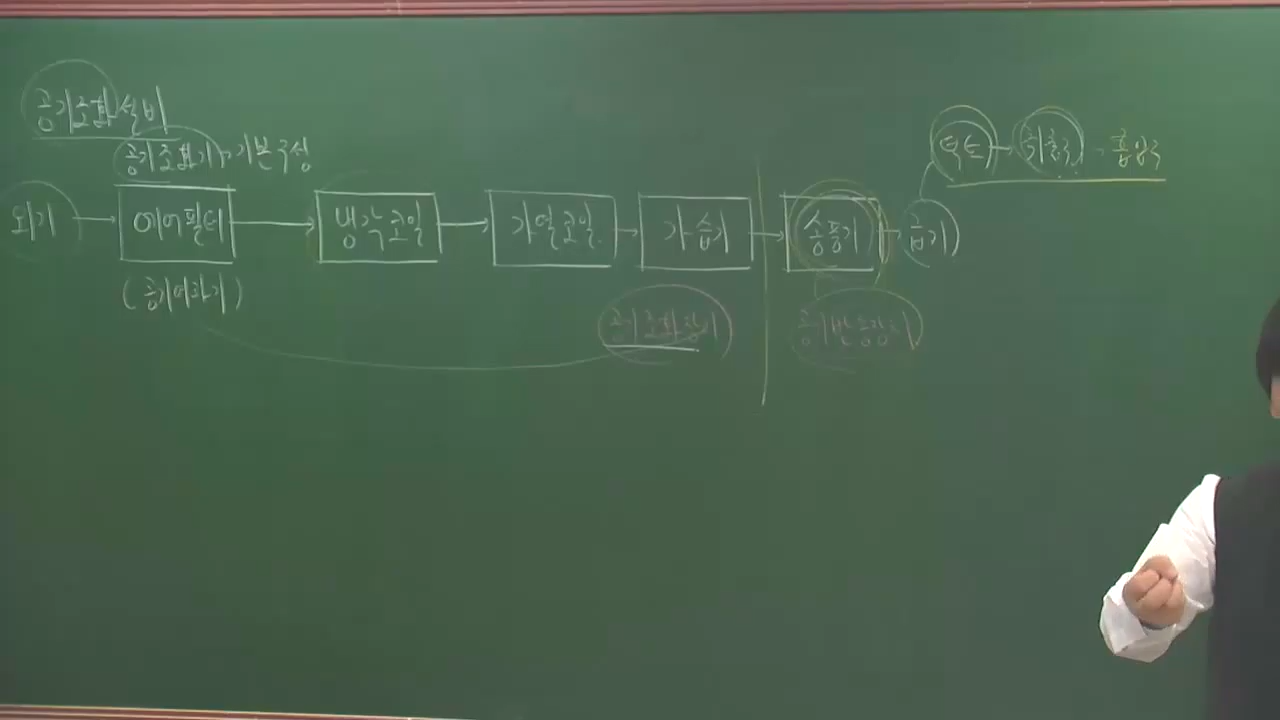 공기조화설비
공기조화기, 기본구성
외기 → 에어필터 → 냉각코일 → 가열코일 → 가습기 → 송풍기 → 급기
덕트 → 취출구, 흡입구
(공기여과기)
공기조화장치
공기반송장치